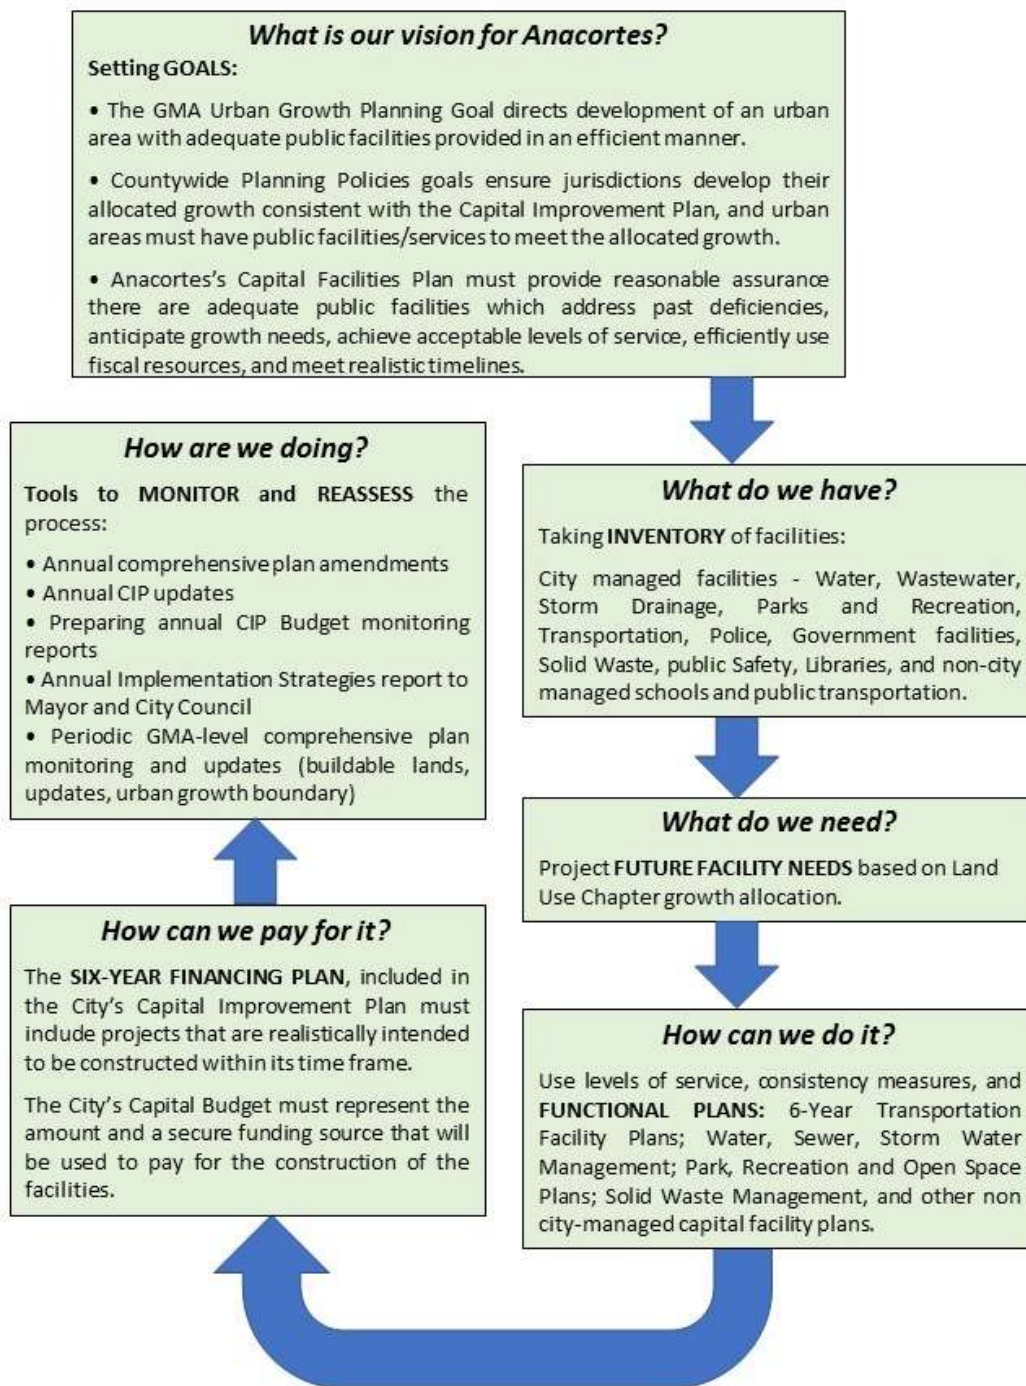 What is our vision for Anacortes?
Setting GOALS:
• The GMA Urban Growth Planning Goal directs development of an urban
area with adequate public facilities provided in an efficient manner.
• Countywide Planning Policies goals ensure jurisdictions develop their
allocated growth consistent with the Capital Improvement Plan, and urban
areas must have public facilities/services to meet the allocated growth.
• Anacortes's Capital Facilities Plan must provide reasonable assurance
there are adequate public facilities which address past deficiencies,
anticipate growth needs, achieve acceptable levels of service, efficiently use
fiscal resources, and meet realistic timelines.
What do we have?
Taking INVENTORY of facilities:
City managed facilities - Water, Wastewater,
Storm Drainage, Parks and Recreation,
Transportation, Police, Government facilities,
Solid Waste, public Safety, Libraries, and non-city
managed schools and public transportation.
What do we need?
Project FUTURE FACILITY NEEDS based on Land
Use Chapter growth allocation.
How can we do it?
Use levels of service, consistency measures, and
FUNCTIONAL PLANS: 6-Year Transportation
Facility Plans; Water, Sewer, Storm Water
Management; Park, Recreation and Open Space
Plans; Solid Waste Management, and other non
city-managed capital facility plans.
How can we pay for it?
The SIX-YEAR FINANCING PLAN, included in
the City's Capital Improvement Plan must
include projects that are realistically intended
to be constructed within its time frame.
The City's Capital Budget must represent the
amount and a secure funding source that will
be used to pay for the construction of the
facilities.
How are we doing?
Tools to MONITOR and REASSESS the
process:
• Annual comprehensive plan amendments
• Annual CIP updates
• Preparing annual CIP Budget monitoring
reports
• Annual Implementation Strategies report to
Mayor and City Council
• Periodic GMA-level comprehensive plan
monitoring and updates (buildable lands,
updates, urban growth boundary)